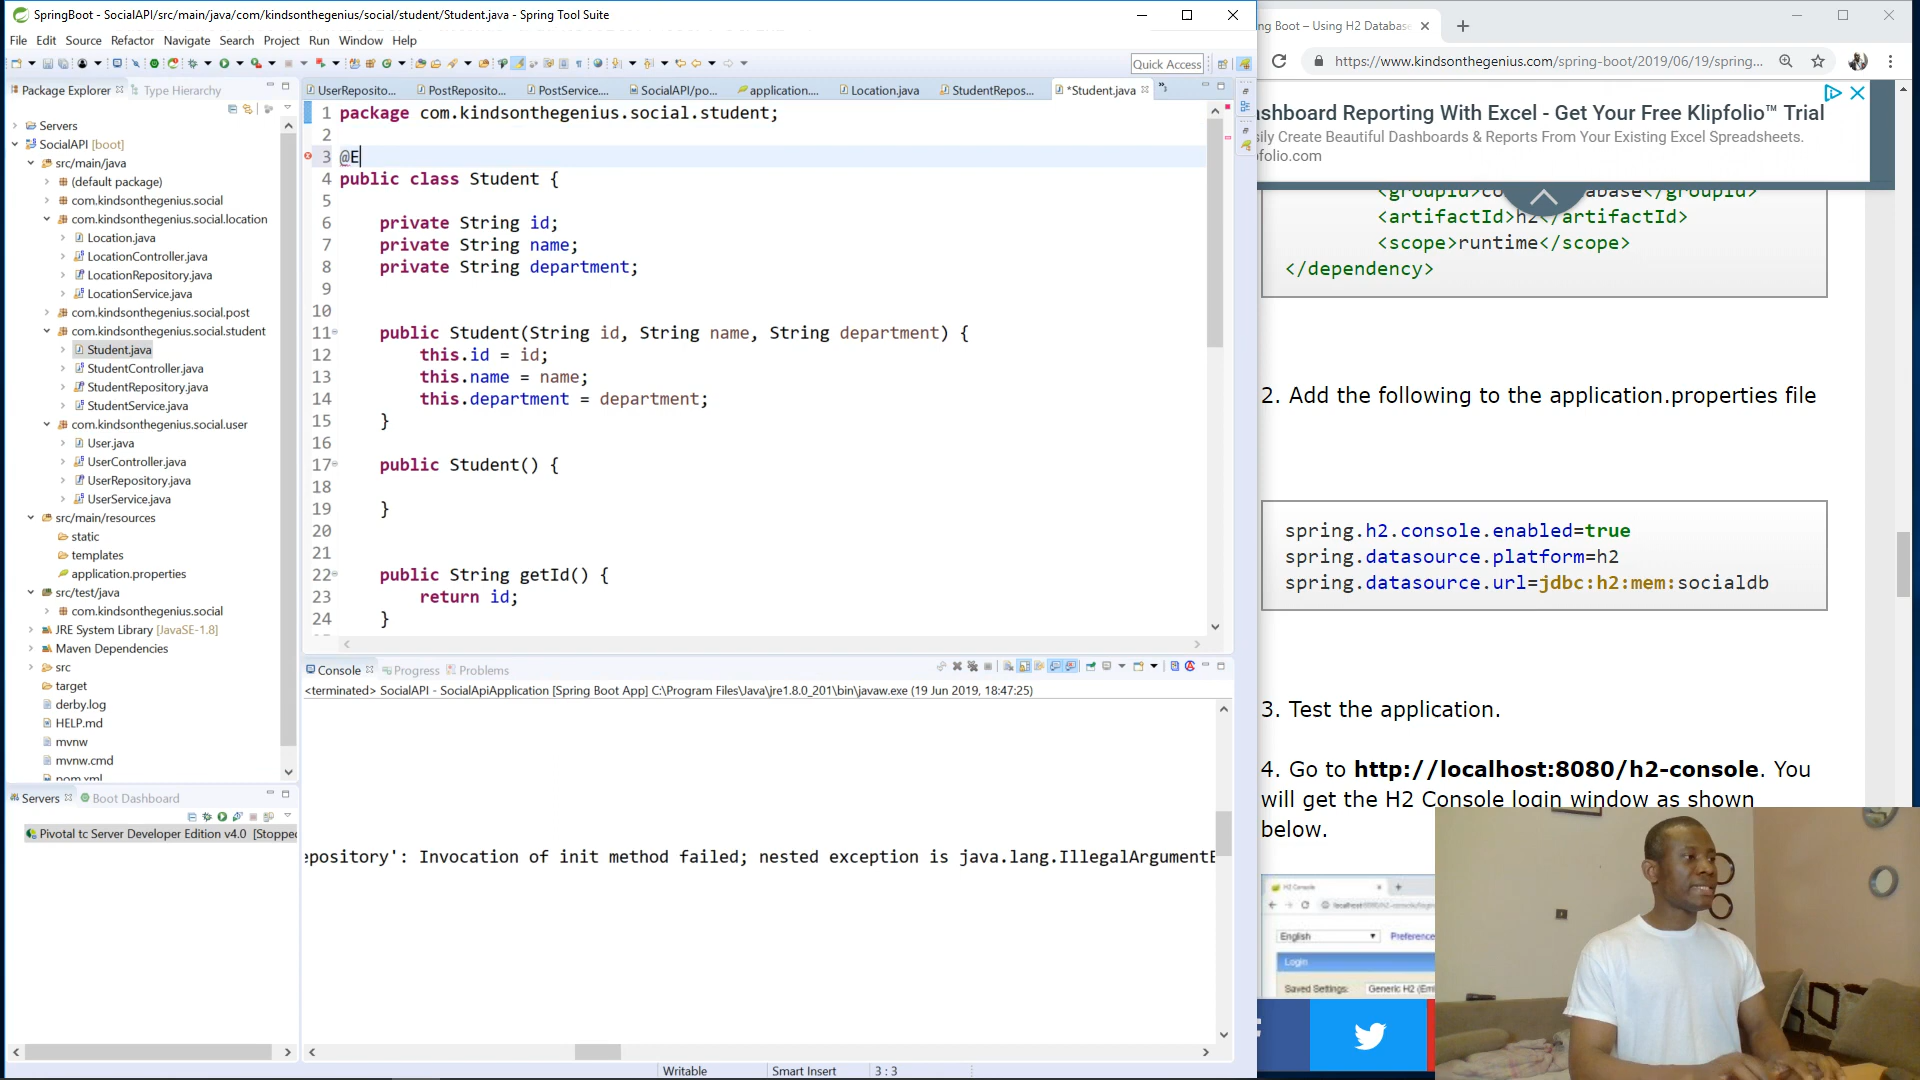 SpringBoot - SocialAPI/src/main/java/com/kindsonthegenius/social/student/Student.java - Spring Tool Suite
File Edit Source Refactor Navigate Search Project Run Window Help
Quick Access
Package Explorer
Type Hierarchy
Servers
SocialAPI [boot]
src/main/java
(default package)
com.kindsonthegenius.social
com.kindsonthegenius.social.location
Location.java
LocationController.java
LocationRepository.java
LocationService.java
com.kindsonthegenius.social.post
com.kindsonthegenius.social.student
Student.java
StudentController.java
StudentRepository.java
StudentService.java
com.kindsonthegenius.social.user
User.java
UserController.java
UserRepository.java
UserService.java
src/main/resources
static
templates
application.properties
src/test/java
com.kindsonthegenius.social
JRE System Library [JavaSE-1.8]
Maven Dependencies
src
target
derby.log
HELP.md
mvnw
mvnw.cmd
pom.xml
Servers
Boot Dashboard
Pivotal tc Server Developer Edition v4.0 [Stopped
UserReposito... PostRepositо... PostService.... SocialAPI/po... application.... Location.java StudentRepos... *Student.java
1 package com.kindsonthegenius.social.student;
2
3 @E
4 public class Student {
5
6 private String id;
7 private String name;
8 private String department;
9
10
11 public Student(String id, String name, String department) {
12 this.id = id;
13 this.name = name;
14 this.department = department;
15 }
16
17 public Student() {
18
19 }
20
21
22 public String getId() {
23 return id;
24 }
Console Progress Problems
<terminated> SocialAPI - SocialApiApplication [Spring Boot App] C:\Program Files\Java\jre1.8.0_201\bin\javaw.exe (19 Jun 2019, 18:47:25)
epository': Invocation of init method failed; nested exception is java.lang.IllegalArgumentE
Writable Smart Insert 3 : 3
ng Boot – Using H2 Database
https://www.kindsonthegenius.com/spring-boot/2019/06/19/spring...
ashboard Reporting With Excel - Get Your Free Klipfolio™ Trial
sily Create Beautiful Dashboards & Reports From Your Existing Excel Spreadsheets.
pfolio.com
<artifactId>h2</artifactId>
<scope>runtime</scope>
</dependency>
2. Add the following to the application.properties file
spring.h2.console.enabled=true
spring.datasource.platform=h2
spring.datasource.url=jdbc:h2:mem:socialdb
3. Test the application.
4. Go to http://localhost:8080/h2-console. You
will get the H2 Console login window as shown
below.
H2 Console
English
Preference
Login
Saved Settings:
Generic H2 (Em